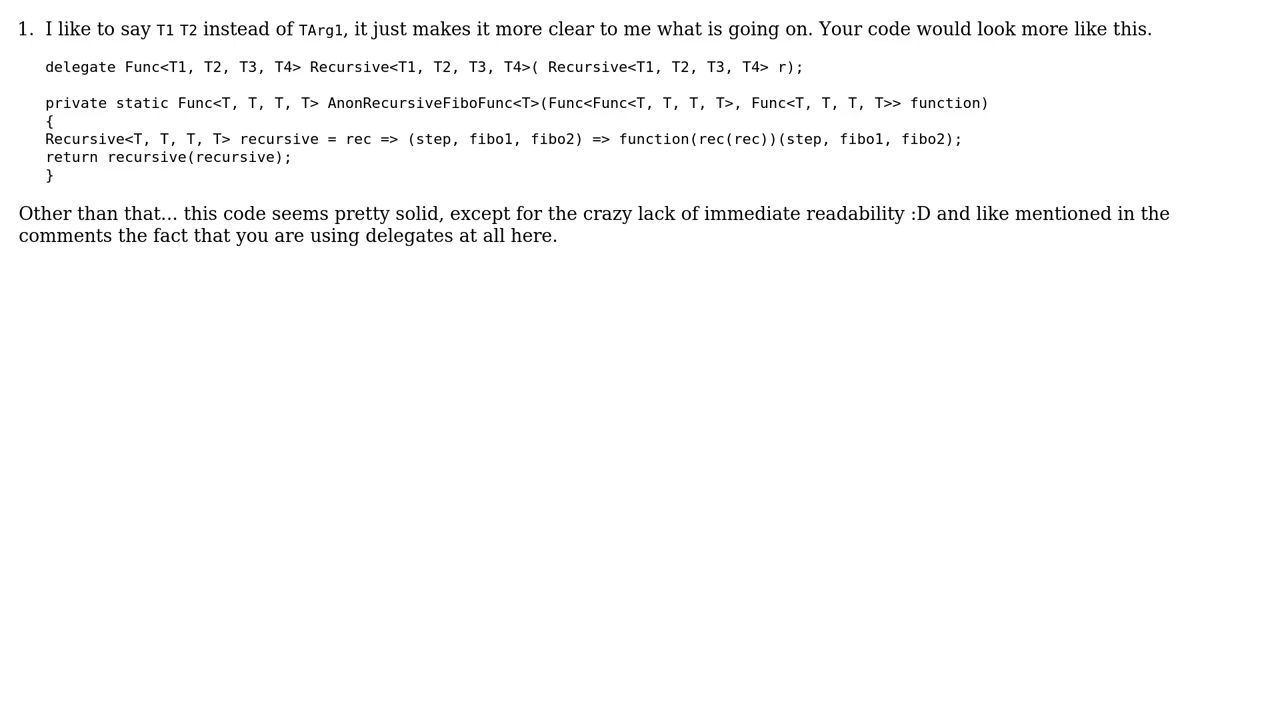 1. I like to say T1 T2 instead of TArg1, it just makes it more clear to me what is going on. Your code would look more like this.
delegate Func<T1, T2, T3, T4> Recursive<T1, T2, T3, T4>( Recursive<T1, T2, T3, T4> r);
private static Func<T, T, T, T> AnonRecursiveFiboFunc<T>(Func<Func<T, T, T, T>, Func<T, T, T, T>> function)
{
Recursive<T, T, T, T> recursive = rec => (step, fibo1, fibo2) => function(rec(rec))(step, fibo1, fibo2);
return recursive(recursive);
}
Other than that... this code seems pretty solid, except for the crazy lack of immediate readability :D and like mentioned in the
comments the fact that you are using delegates at all here.